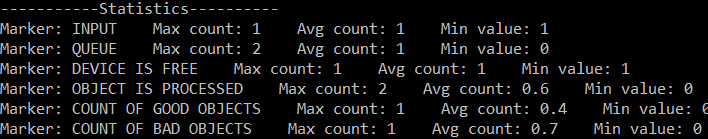 -----------Statistics-----------
Marker: INPUT    Max count: 1    Avg count: 1    Min value: 1
Marker: QUEUE    Max count: 2    Avg count: 1    Min value: 0
Marker: DEVICE IS FREE    Max count: 1    Avg count: 1    Min value: 1
Marker: OBJECT IS PROCESSED    Max count: 2    Avg count: 0.6    Min value: 0
Marker: COUNT OF GOOD OBJECTS    Max count: 1    Avg count: 0.4    Min value: 0
Marker: COUNT OF BAD OBJECTS    Max count: 1    Avg count: 0.7    Min value: 0